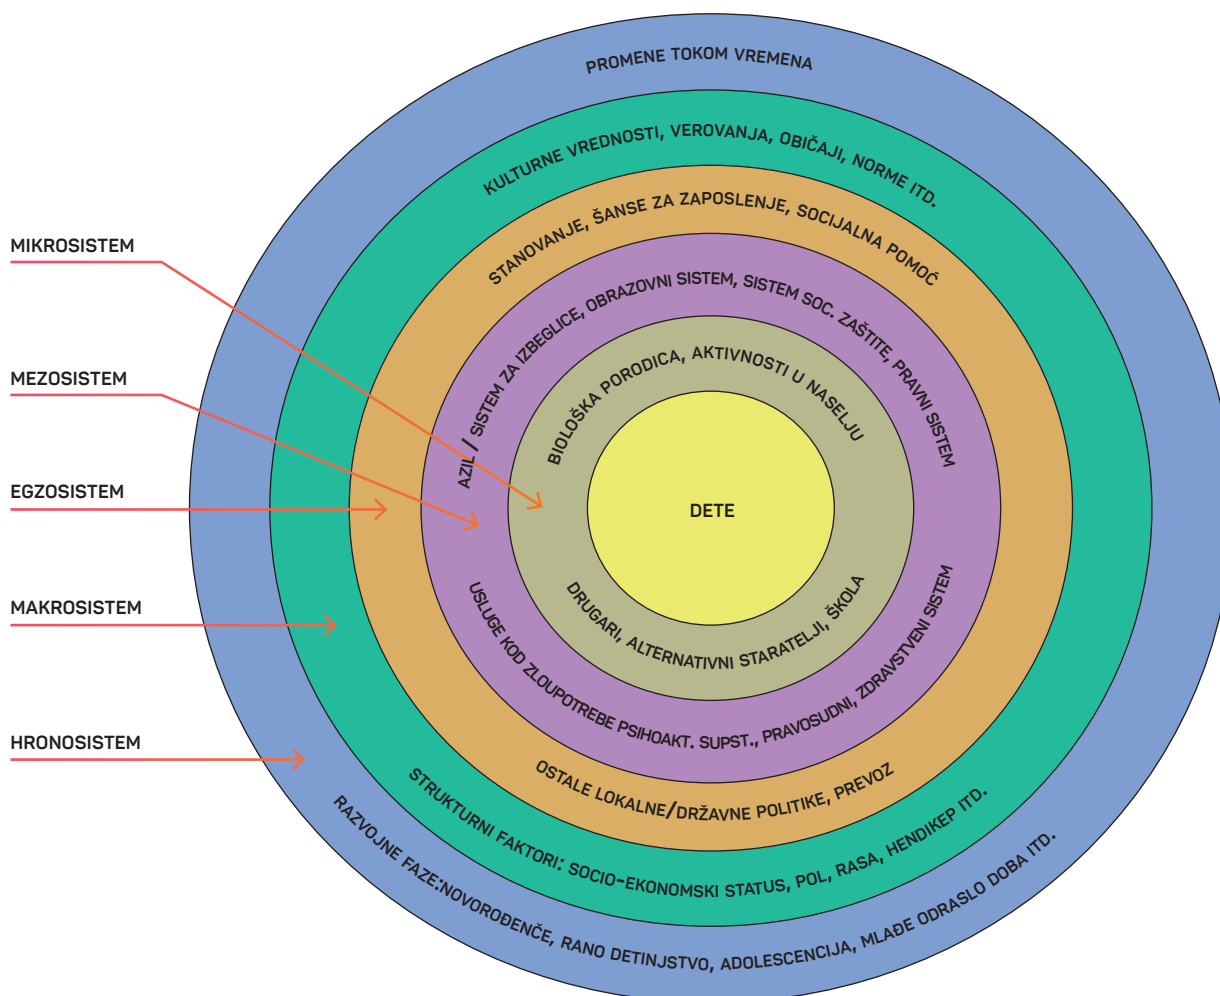 PROMENE TOKOM VREMENA
KULTURNE VREDNOSTI, VEROVANJA, OBIČAJI, NORME ITD.
STANOVANJE, ŠANSE ZA ZAPOSLENJE, SOCIJALNA POMOĆ
AZIL / SISTEM ZA IZBEGLICE, OBRAZOVNI SISTEM, SISTEM SOC. ZAŠTITE, PRAVNI SISTEM
BIOLOŠKA PORODICA, AKTIVNOSTI U NASELJU
DETE
DRUGARI, ALTERNATIVNI STARATELJI, ŠKOLA
USLUGE KOD ZLOUPOTREBE PSIHOAKT. SUPST., PRAVOSUDNI, ZDRAVSTVENI SISTEM
OSTALE LOKALNE/DRŽAVNE POLITIKE, PREVOZ
STRUKTURNI FAKTORI: SOCIO-EKONOMSKI STATUS, POL, RASA, HENDIKEP ITD.
RAZVOJNE FAZE:NOVOROĐENČE, RANO DETINJSTVO, ADOLESCENCIJA, MLAĐE ODRASLO DOBA ITD.
MIKROSISTEM
MEZOSISTEM
EGZOSISTEM
MAKROSISTEM
HRONOSISTEM